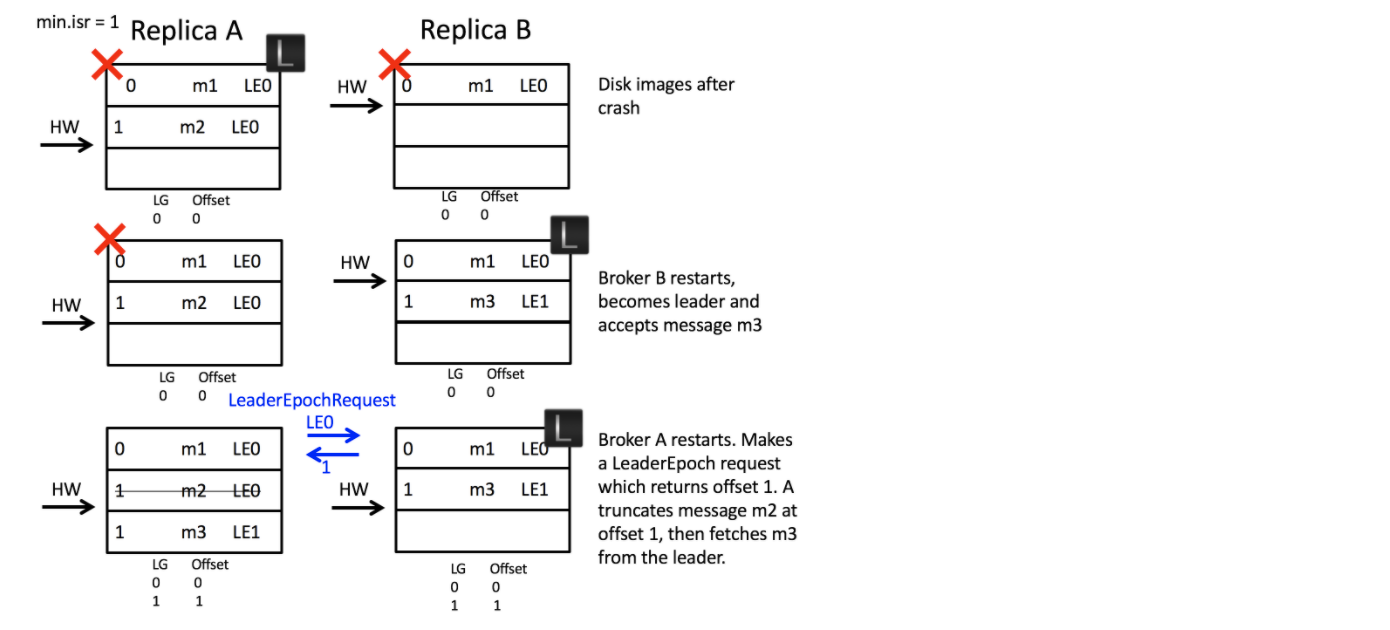 min.isr = 1
Replica A
Replica B
L
0 m1 LE0
HW
1 m2 LE0
LG Offset
0 0
HW
0 m1 LE0
LG Offset
0 0
Disk images after
crash
0 m1 LE0
HW
1 m2 LE0
LG Offset
0 0
L
HW
0 m1 LE0
1 m3 LE1
LG Offset
0 0
Broker B restarts,
becomes leader and
accepts message m3
LeaderEpochRequest
LE0
1
0 m1 LE0
HW
1 m2 LE0
1 m3 LE1
LG Offset
0 0
1 1
L
0 m1 LE0
HW
1 m3 LE1
LG Offset
0 0
1 1
Broker A restarts. Makes
a LeaderEpoch request
which returns offset 1. A
truncates message m2 at
offset 1, then fetches m3
from the leader.